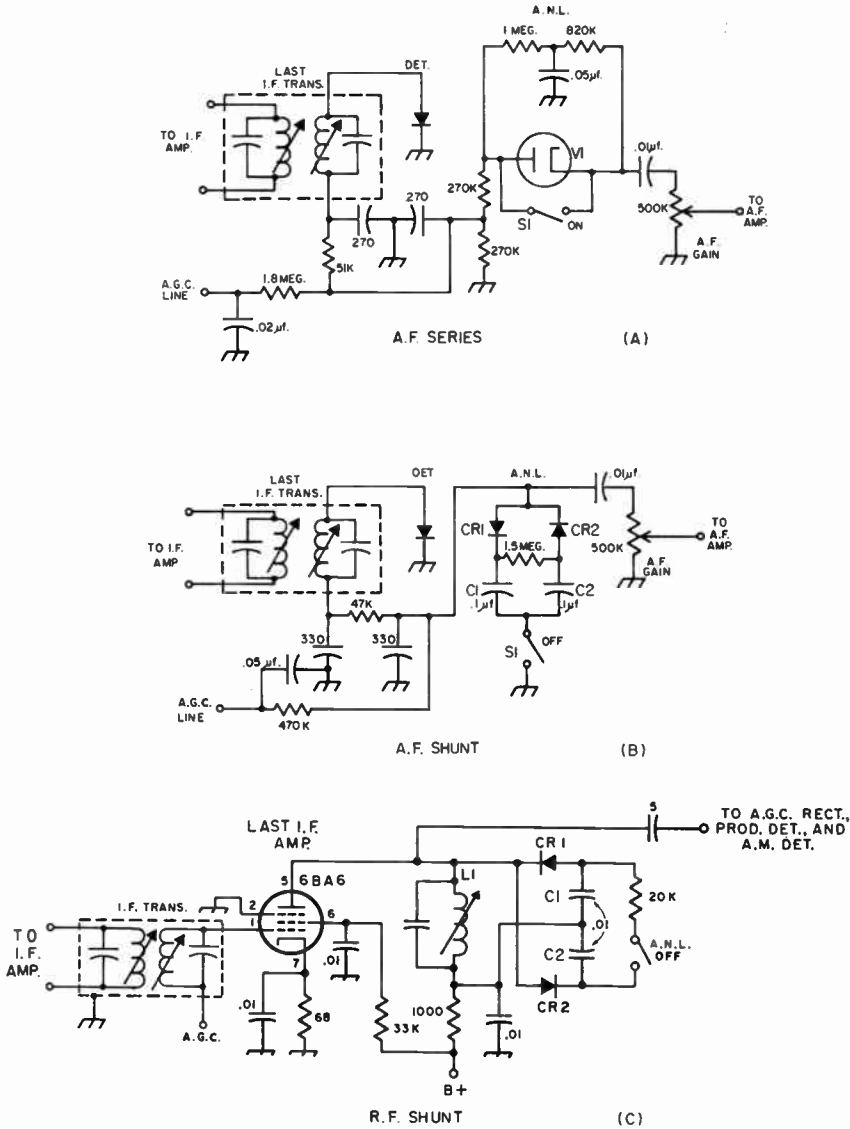 A.N.L.
1 MEG. 820K
.05µf.
LAST
I.F. TRANS.
DET.
TO I.F.
AMP.
V1
.01µf.
270K
S1 ON
500K
TO
A.F.
AMP.
A.F.
GAIN
270 270
270K
51K
A.G.C.
LINE
1.8 MEG.
.02µf.
A.F. SERIES (A)
LAST
I.F. TRANS.
DET
A.N.L.
.01µf.
TO I.F.
AMP
CR1 CR2
1.5 MEG.
500K
TO
A.F.
AMP.
A.F.
GAIN
C1 C2
.1µf .1µf
47K
330 330
S1 OFF
.05µf.
A.G.C.
LINE
470K
A.F. SHUNT (B)
5
TO A.G.C. RECT.,
PROD. DET., AND
A.M. DET.
LAST I.F.
AMP.
CR1
5 6BA6
L1
I.F. TRANS.
2
1
6
7
C1
20K
TO
I.F.
AMP.
.01
C2
A.N.L.
OFF
.01
.01
68
33K
1000
.01
CR2
A.G.C.
B+
R.F. SHUNT (C)